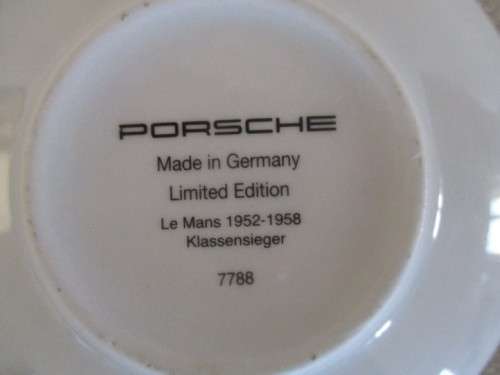 PORSCHE
Made in Germany
Limited Edition
Le Mans 1952-1958
Klassensieger
7788